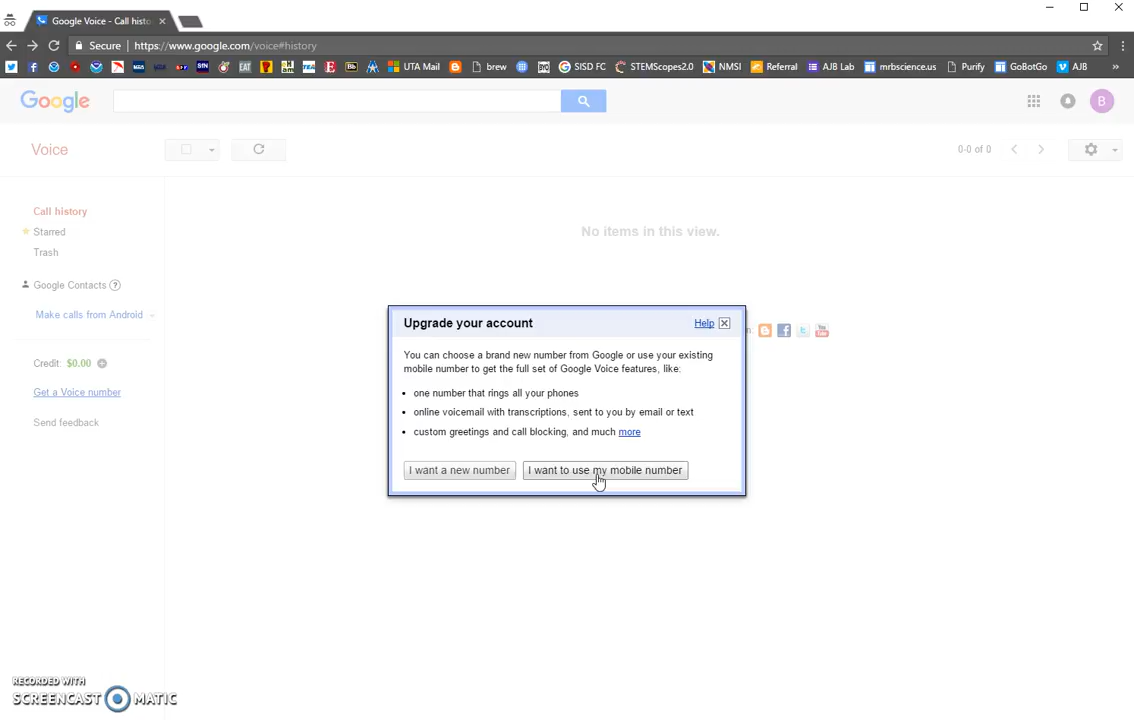 Google Voice - Call histo
Secure
https://www.google.com/voice#history
EAT
TEA
Bb
UTA Mail
brew
SISD FC
STEMScopes2.0
NMSI
Referral
AJB Lab
mrbscience.us
Purify
GoBotGo
AJB
»
Google
B
Voice
0-0 of 0
Call history
No items in this view.
Starred
Trash
Google Contacts ?
Make calls from Android
Upgrade your account
Help
n:
You can choose a brand new number from Google or use your existing
mobile number to get the full set of Google Voice features, like:
Credit: $0.00
Get a Voice number
• one number that rings all your phones
• online voicemail with transcriptions, sent to you by email or text
Send feedback
• custom greetings and call blocking, and much more
I want a new number
I want to use my mobile number
RECORDED WITH
SCREENCAST MATIC